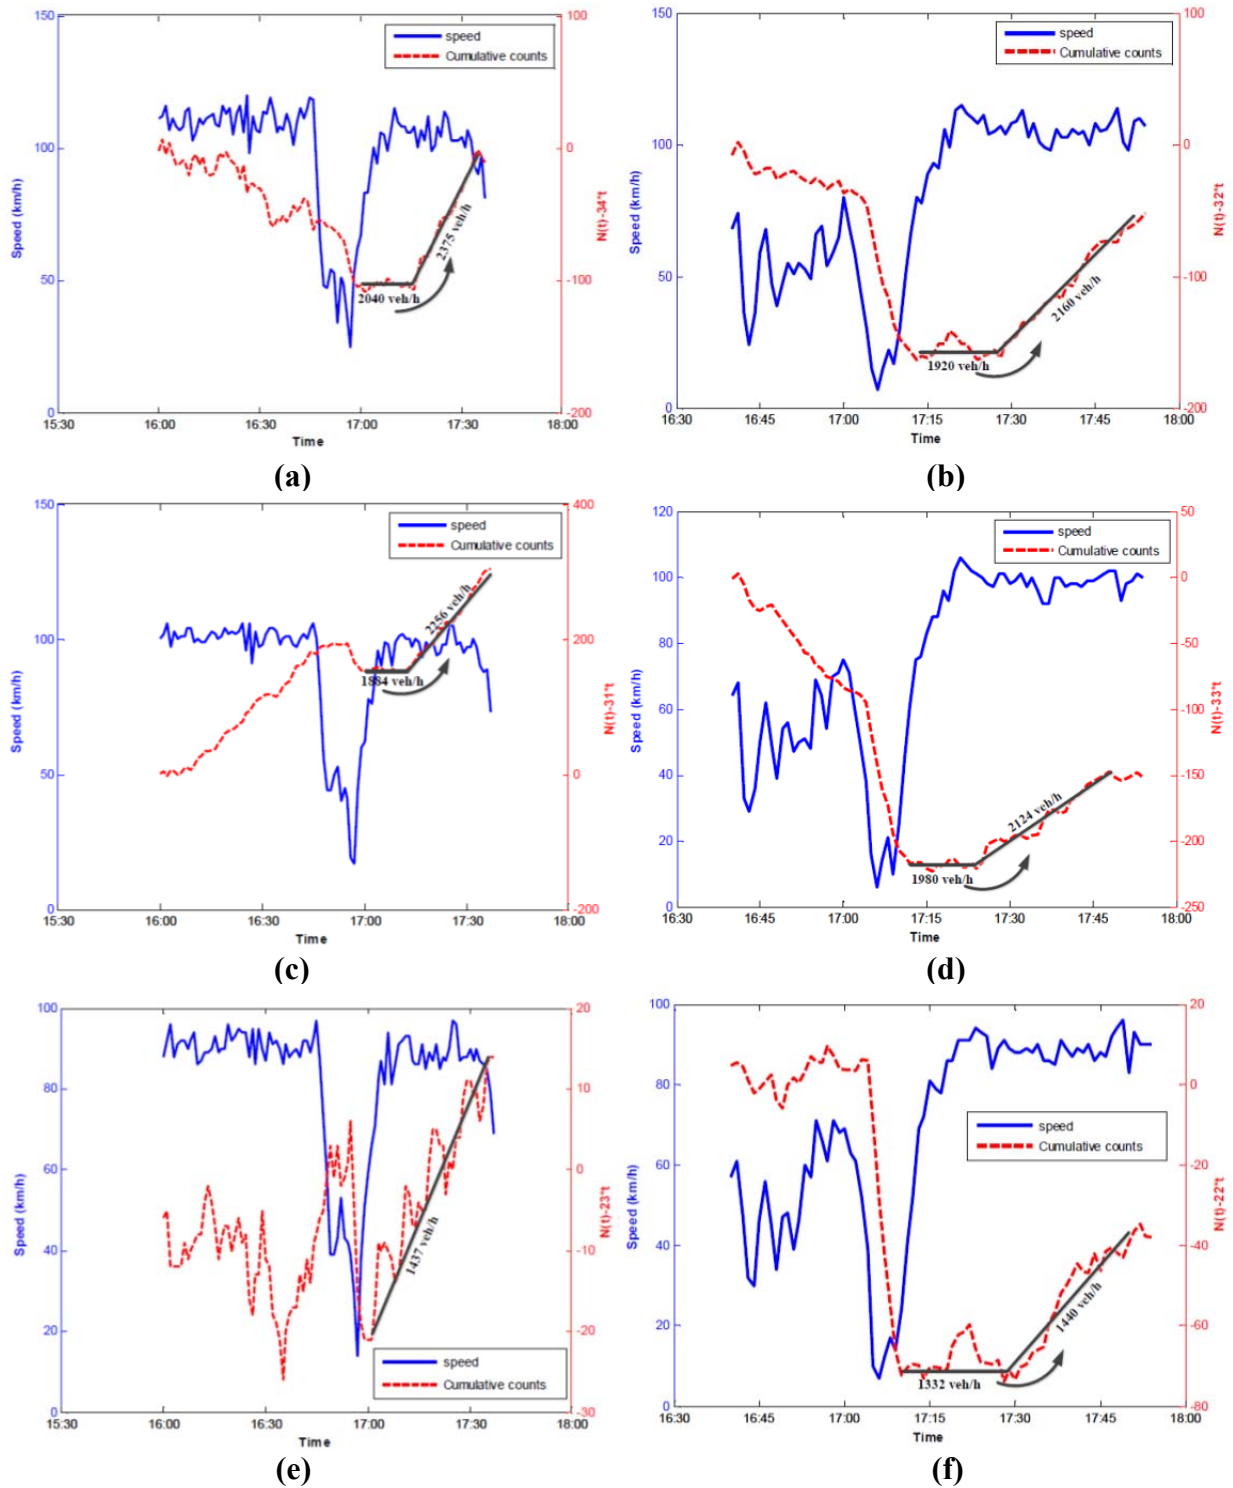 150
100
speed
Cumulative counts
100
0
Speed (km/h)
N(t)-34*t
2375 veh/h
50
-100
2040 veh/h
0
-200
15:30 16:00 16:30 17:00 17:30 18:00
Time
(a)
150
100
speed
Cumulative counts
100
0
Speed (km/h)
N(t)-32*t
50
-100
2160 veh/h
1920 veh/h
0
-200
16:30 16:45 17:00 17:15 17:30 17:45 18:00
Time
(b)
150
400
speed
Cumulative counts
2256 veh/h
100
200
Speed (km/h)
N(t)-31*t
1884 veh/h
50
0
0
-200
15:30 16:00 16:30 17:00 17:30 18:00
Time
(c)
120
50
speed
Cumulative counts
100
0
80
-50
Speed (km/h)
N(t)-33*t
60
-100
40
-150
2124 veh/h
20
-200
1980 veh/h
0
-250
16:30 16:45 17:00 17:15 17:30 17:45 18:00
Time
(d)
100
20
80
10
60
0
Speed (km/h)
N(t)-23*t
40
-10
1437 veh/h
20
-20
speed
Cumulative counts
0
-30
15:30 16:00 16:30 17:00 17:30 18:00
Time
(e)
100
20
80
0
speed
Cumulative counts
60
-20
Speed (km/h)
N(t)-22*t
40
-40
1440 veh/h
20
-60
1332 veh/h
0
-80
16:30 16:45 17:00 17:15 17:30 17:45 18:00
Time
(f)